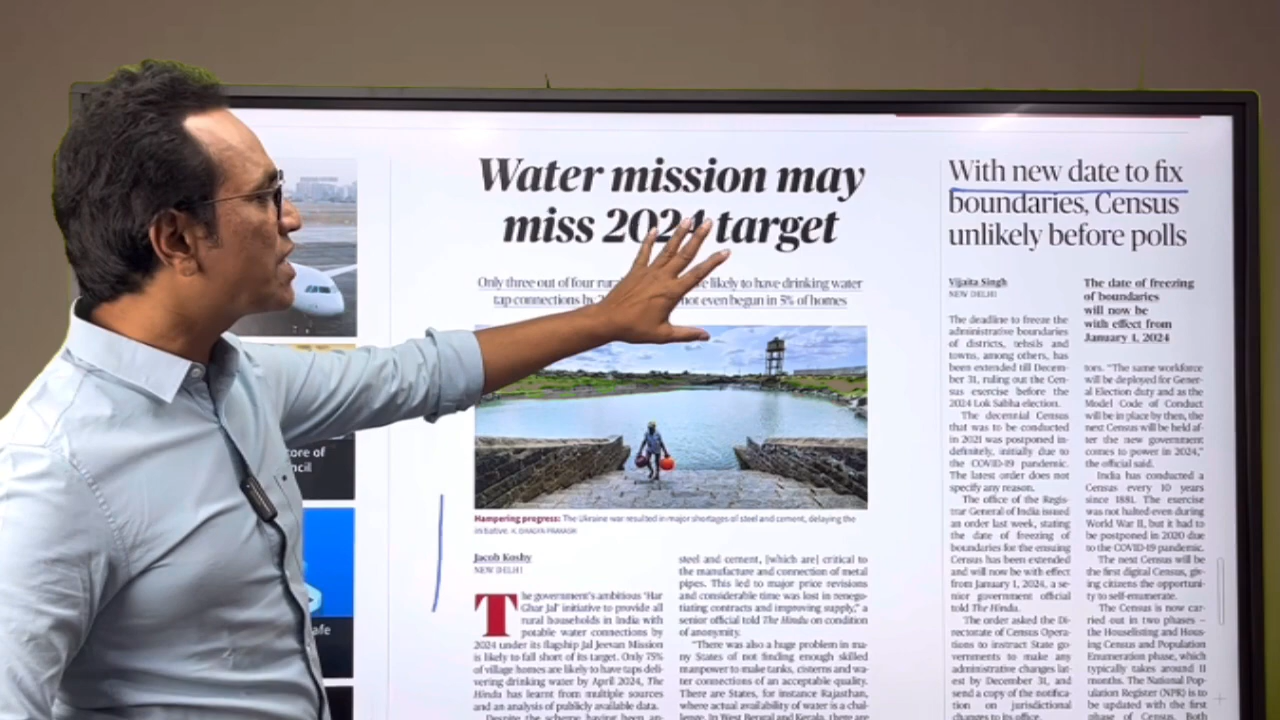 Water mission may
miss 2024 target
Only three out of four likely to have drinking water
tap connections by not even begun in 5% of homes
Hampering progress: The Ukraine war resulted in major shortages of steel and cement, delaying the
initiative.
Jacob Koshy
NEW DELHI
The government's ambitious 'Har
Ghar Jal' initiative to provide all
rural households in India with
potable water connections by
2024 under its flagship Jal Jeevan Mission
is likely to fall short of its target. Only 75%
of village homes are likely to have taps deli-
vering drinking water by April 2024, The
Hindu has learnt from multiple sources
and an analysis of publicly available data.
Despite the scheme having been
steel and cement, [which are] critical to
the manufacture and connection of metal
pipes. This led to major price revisions
and considerable time was lost in renego-
tiating contracts and improving supply," a
senior official told The Hindu on condition
of anonymity.
"There was also a huge problem in ma-
ny States of not finding enough skilled
manpower to make tanks, cisterns and wa-
ter connections of an acceptable quality.
There are States, for instance Rajasthan,
where actual availability of water is a chal-
lenge. In West Bengal and Kerala, there are
With new date to fix
boundaries, Census
unlikely before polls
Vijaita Singh
NEW DELHI
The deadline to freeze the
administrative boundaries
of districts, tehsils and
towns, among others, has
been extended till Decem-
ber 31, ruling out the Cen-
sus exercise before the
2024 Lok Sabha election.
The decennial Census
that was to be conducted
in 2021 was postponed in-
definitely, initially due to
the COVID-19 pandemic.
The latest order does not
specify any reason.
The office of the Regis-
trar General of India issued
an order last week, stating
the date of freezing of
boundaries for the ensuing
Census has been extended
and will now be with effect
from January 1, 2024, a se-
nior government official
told The Hindu.
The order asked the Di-
rectorate of Census Opera-
tions to instruct State go-
vernments to make any
administrative changes lat-
est by December 31, and
send a copy of the notifica-
tion on jurisdictional
changes to its office.
The date of freezing
of boundaries
will now be
with effect from
January 1, 2024
tors. "The same workforce
will be deployed for Gener-
al Election duty and as the
Model Code of Conduct
will be in place by then, the
next Census will be held af-
ter the new government
comes to power in 2024,"
the official said.
India has conducted a
Census every 10 years
since 1881. The exercise
was not halted even during
World War II, but it had to
be postponed in 2020 due
to the COVID-19 pandemic.
The next Census will be
the first digital Census, giv-
ing citizens the opportuni-
ty to self-enumerate.
The Census is now car-
ried out in two phases –
the Houselisting and Hous-
ing Census and Population
Enumeration phase, which
typically takes around 11
months. The National Pop-
ulation Register (NPR) is to
be updated with the first
phase of Census,